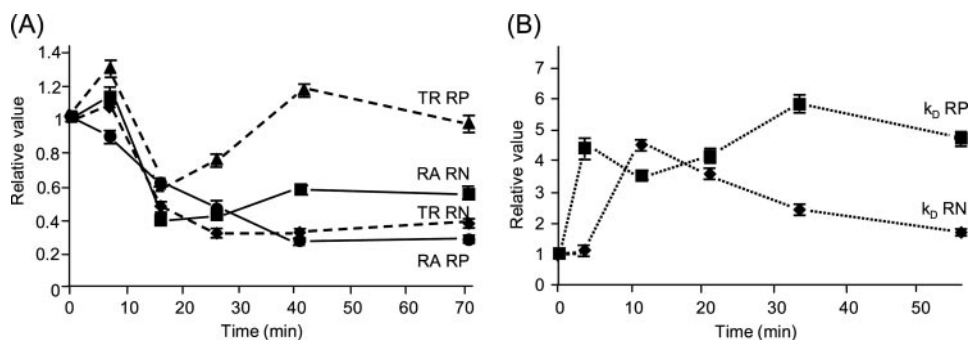 (A)
Relative value
1.4
1.2
1
0.8
0.6
0.4
0.2
0
TR RP
RA RN
TR RN
RA RP
0 10 20 30 40 50 60 70
Time (min)
(B)
Relative value
7
6
5
4
3
2
1
0
k_D RP
k_D RN
0 10 20 30 40 50
Time (min)